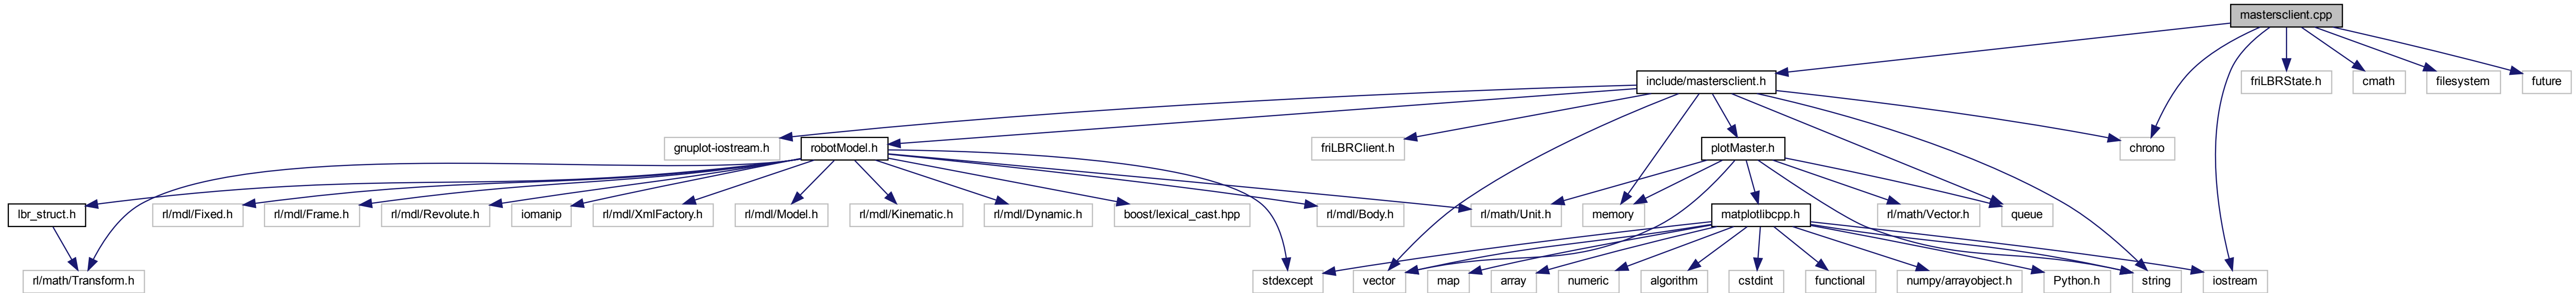 mastersclient.cpp
include/mastersclient.h
friLBRState.h
cmath
filesystem
future
gnuplot-iostream.h
robotModel.h
friLBRClient.h
plotMaster.h
chrono
lbr_struct.h
rl/mdl/Fixed.h
rl/mdl/Frame.h
rl/mdl/Revolute.h
iomanip
rl/mdl/XmlFactory.h
rl/mdl/Model.h
rl/mdl/Kinematic.h
rl/mdl/Dynamic.h
boost/lexical_cast.hpp
rl/mdl/Body.h
rl/math/Unit.h
memory
matplotlibcpp.h
rl/math/Vector.h
queue
rl/math/Transform.h
stdexcept
vector
map
array
numeric
algorithm
cstdint
functional
numpy/arrayobject.h
Python.h
string
iostream